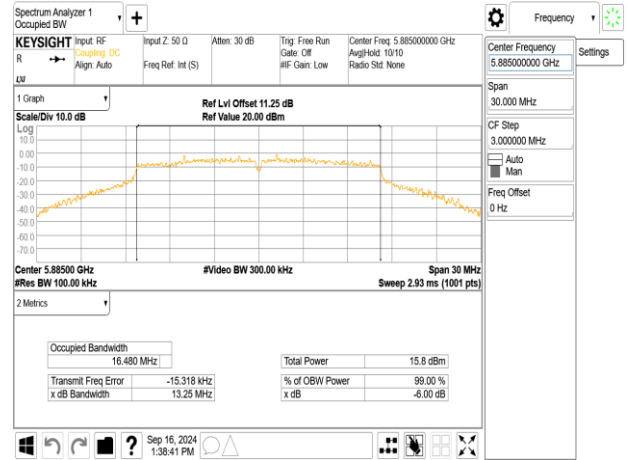 Spectrum Analyzer 1
Occupied BW
KEYSIGHT
R
LXI
Input: RF
Coupling: DC
Align: Auto
Input Z: 50 Ω
Freq Ref: Int (S)
Atten: 30 dB
Trig: Free Run
Gate: Off
#IF Gain: Low
Center Freq: 5.885000000 GHz
Avg|Hold: 10/10
Radio Std: None
1 Graph
Scale/Div 10.0 dB
Ref Lvl Offset 11.25 dB
Ref Value 20.00 dBm
Log
10.0
0.00
-10.0
-20.0
-30.0
-40.0
-50.0
-60.0
-70.0
Center 5.88500 GHz
#Res BW 100.00 kHz
#Video BW 300.00 kHz
Span 30 MHz
Sweep 2.93 ms (1001 pts)
2 Metrics
Occupied Bandwidth
16.480 MHz
Transmit Freq Error -15.318 kHz
x dB Bandwidth 13.25 MHz
Total Power 15.8 dBm
% of OBW Power 99.00 %
x dB -6.00 dB
Sep 16, 2024
1:38:41 PM
Frequency
Settings
Center Frequency
5.885000000 GHz
Span
30.000 MHz
CF Step
3.000000 MHz
Auto
Man
Freq Offset
0 Hz